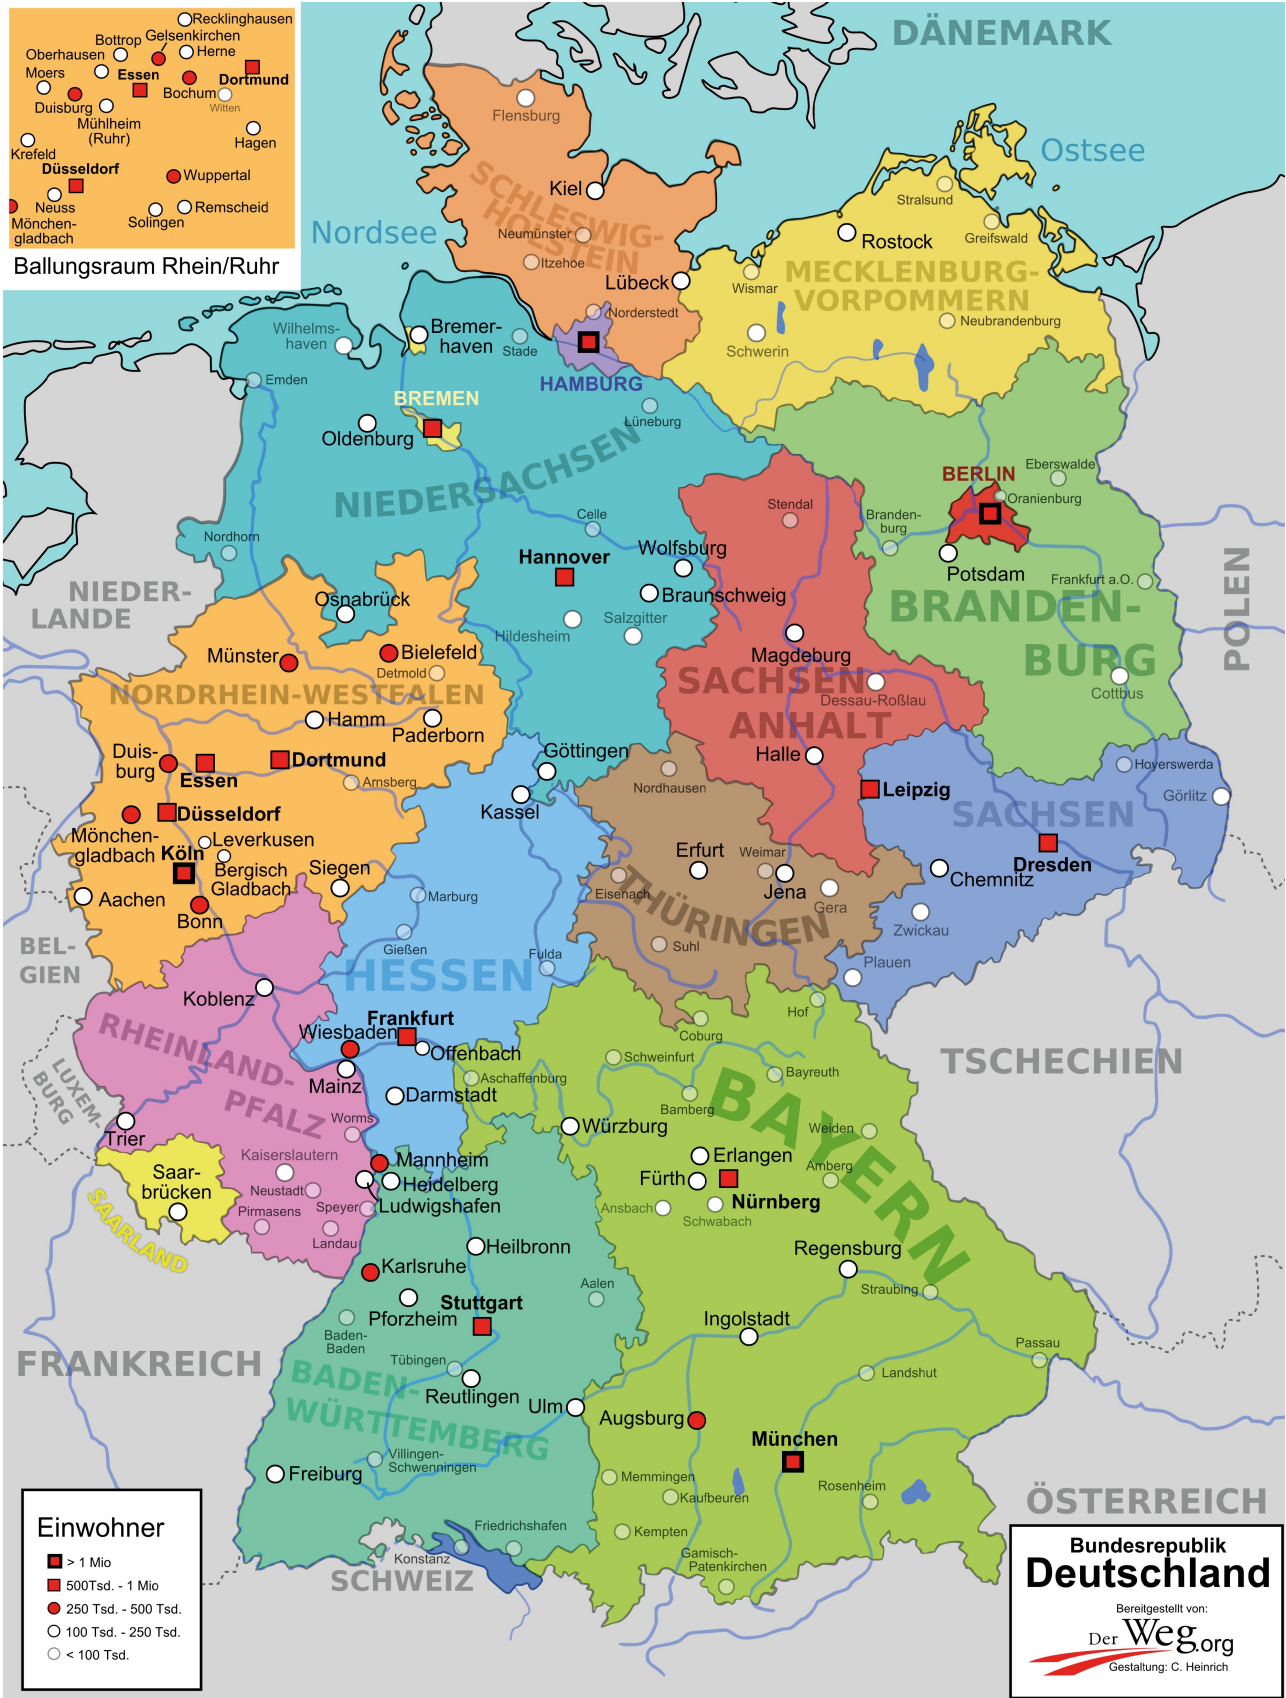 Recklinghausen
Gelsenkirchen
Bottrop
Herne
Oberhausen
Moers
Essen
Dortmund
Bochum
Duisburg
Witten
Mühlheim
(Ruhr)
Hagen
Krefeld
Düsseldorf
Wuppertal
Neuss
Remscheid
Solingen
Mönchen-
gladbach
Ballungsraum Rhein/Ruhr
DÄNEMARK
Ostsee
Nordsee
Flensburg
Kiel
SCHLESWIG-
HOLSTEIN
Neumünster
Itzehoe
Lübeck
Norderstedt
HAMBURG
Stralsund
Greifswald
Rostock
MECKLENBURG-
VORPOMMERN
Wismar
Schwerin
Neubrandenburg
Wilhelms-
haven
Bremer-
haven
Stade
Emden
BREMEN
Oldenburg
Lüneburg
NIEDERSACHSEN
Celle
Nordhorn
Hannover
Wolfsburg
Braunschweig
Hildesheim
Salzgitter
Osnabrück
Göttingen
BERLIN
Eberswalde
Oranienburg
Branden-
burg
Potsdam
Frankfurt a.O.
BRANDEN-
BURG
Cottbus
POLEN
NIEDER-
LANDE
Stendal
Magdeburg
SACHSEN
ANHALT
Dessau-Roßlau
Halle
Münster
Bielefeld
Detmold
NORDRHEIN-WESTFALEN
Hamm
Paderborn
Duis-
burg
Essen
Dortmund
Arnsberg
Düsseldorf
Mönchen-
gladbach
Leverkusen
Köln
Bergisch
Gladbach
Siegen
Aachen
Bonn
Kassel
Marburg
Gießen
Fulda
HESSEN
Frankfurt
Wiesbaden
Offenbach
Darmstadt
Nordhausen
Erfurt
Weimar
Jena
Eisenach
Gera
THÜRINGEN
Suhl
Leipzig
Hoyerswerda
Görlitz
SACHSEN
Dresden
Chemnitz
Zwickau
Plauen
BEL-
GIEN
LUXEM-
BURG
Koblenz
RHEINLAND-
PFALZ
Mainz
Worms
Trier
Kaiserslautern
Neustadt
Pirmasens
Speyer
Landau
Ludwigshafen
Saar-
brücken
SAARLAND
TSCHECHIEN
Hof
Coburg
Schweinfurt
Bayreuth
Aschaffenburg
Bamberg
BAYERN
Würzburg
Weiden
Erlangen
Amberg
Fürth
Nürnberg
Ansbach
Schwabach
Regensburg
Straubing
Ingolstadt
Passau
Landshut
Augsburg
München
Memmingen
Kaufbeuren
Rosenheim
Kempten
Gamisch-
Patenkirchen
Mannheim
Heidelberg
Heilbronn
Karlsruhe
Pforzheim
Stuttgart
Aalen
Baden-
Baden
Tübingen
Reutlingen
Ulm
BADEN-
WÜRTTEMBERG
Villingen-
Schwenningen
Freiburg
Friedrichshafen
Konstanz
FRANKREICH
SCHWEIZ
ÖSTERREICH
Einwohner
> 1 Mio
500Tsd. - 1 Mio
250 Tsd. - 500 Tsd.
100 Tsd. - 250 Tsd.
< 100 Tsd.
Bundesrepublik
Deutschland
Bereitgestellt von:
Der Weg.org
Gestaltung: C. Heinrich